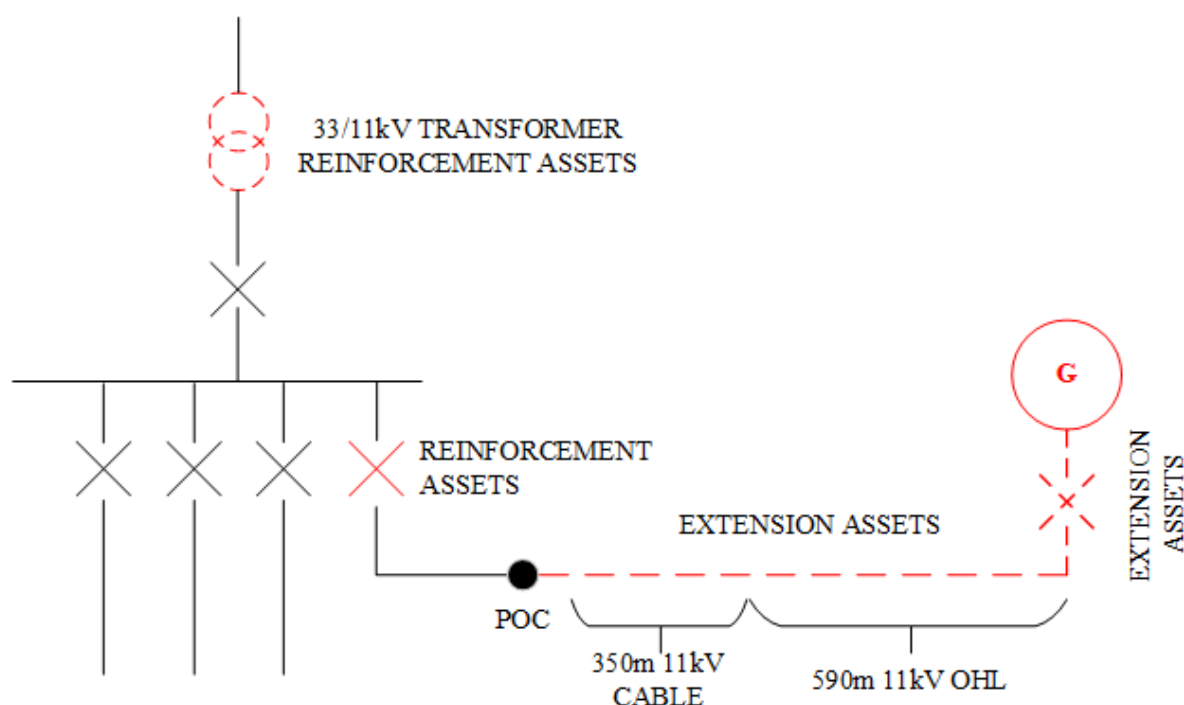 33/11kV TRANSFORMER
REINFORCEMENT ASSETS
G
REINFORCEMENT
ASSETS
EXTENSION ASSETS
EXTENSION
ASSETS
POC
350m 11kV
CABLE
590m 11kV OHL